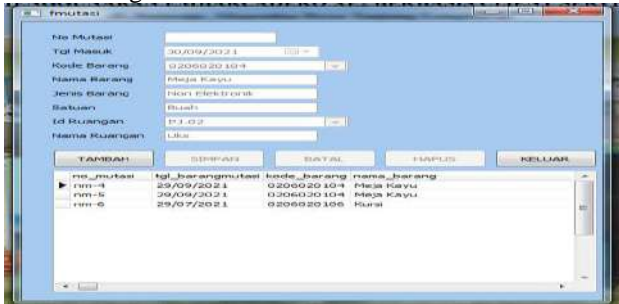 fmutasi
No Mutasi
Tgl Masuk 30/09/2021
Kode Barang 0206020104
Nama Barang Meja Kayu
Jenis Barang Non Elektronik
Satuan Buah
Id Ruangan PJ-02
Nama Ruangan Uks
TAMBAH SIMPAN BATAL HAPUS KELUAR
no_mutasi tgl_barangmutasi kode_barang nama_barang
nm-4 29/09/2021 0206020104 Meja Kayu
nm-5 29/09/2021 0206020104 Meja Kayu
nm-6 29/07/2021 0206020106 Kursi